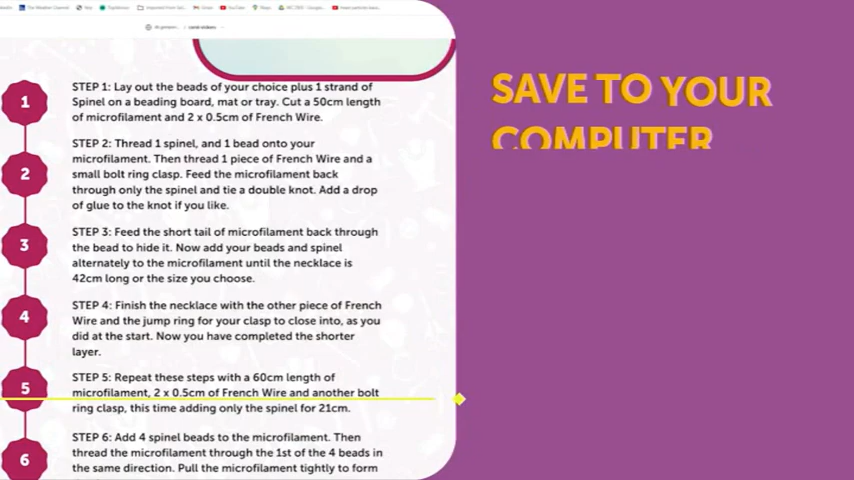 The Weather Channel
Yelp
TripAdvisor
YouTube
Maps
1
STEP 1: Lay out the beads of your choice plus 1 strand of
Spinel on a beading board, mat or tray. Cut a 50cm length
of microfilament and 2 x 0.5cm of French Wire.
2
STEP 2: Thread 1 spinel, and 1 bead onto your
microfilament. Then thread 1 piece of French Wire and a
small bolt ring clasp. Feed the microfilament back
through only the spinel and tie a double knot. Add a drop
of glue to the knot if you like.
3
STEP 3: Feed the short tail of microfilament back through
the bead to hide it. Now add your beads and spinel
alternately to the microfilament until the necklace is
42cm long or the size you choose.
4
STEP 4: Finish the necklace with the other piece of French
Wire and the jump ring for your clasp to close into, as you
did at the start. Now you have completed the shorter
layer.
5
STEP 5: Repeat these steps with a 60cm length of
microfilament, 2 x 0.5cm of French Wire and another bolt
ring clasp, this time adding only the spinel for 21cm.
6
STEP 6: Add 4 spinel beads to the microfilament. Then
thread the microfilament through the 1st of the 4 beads in
the same direction. Pull the microfilament tightly to form
SAVE TO YOUR
COMPUTER